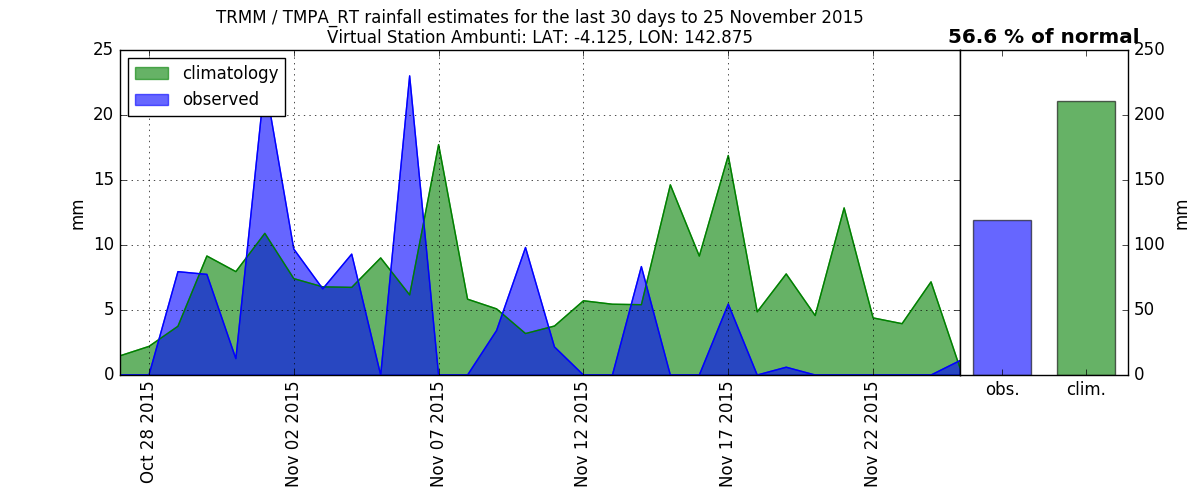 TRMM / TMPA_RT rainfall estimates for the last 30 days to 25 November 2015
Virtual Station Ambunti: LAT: -4.125, LON: 142.875
56.6 % of normal
climatology
observed
25
20
15
10
5
0
mm
Oct 28 2015
Nov 02 2015
Nov 07 2015
Nov 12 2015
Nov 17 2015
Nov 22 2015
250
200
150
100
50
0
mm
obs.
clim.